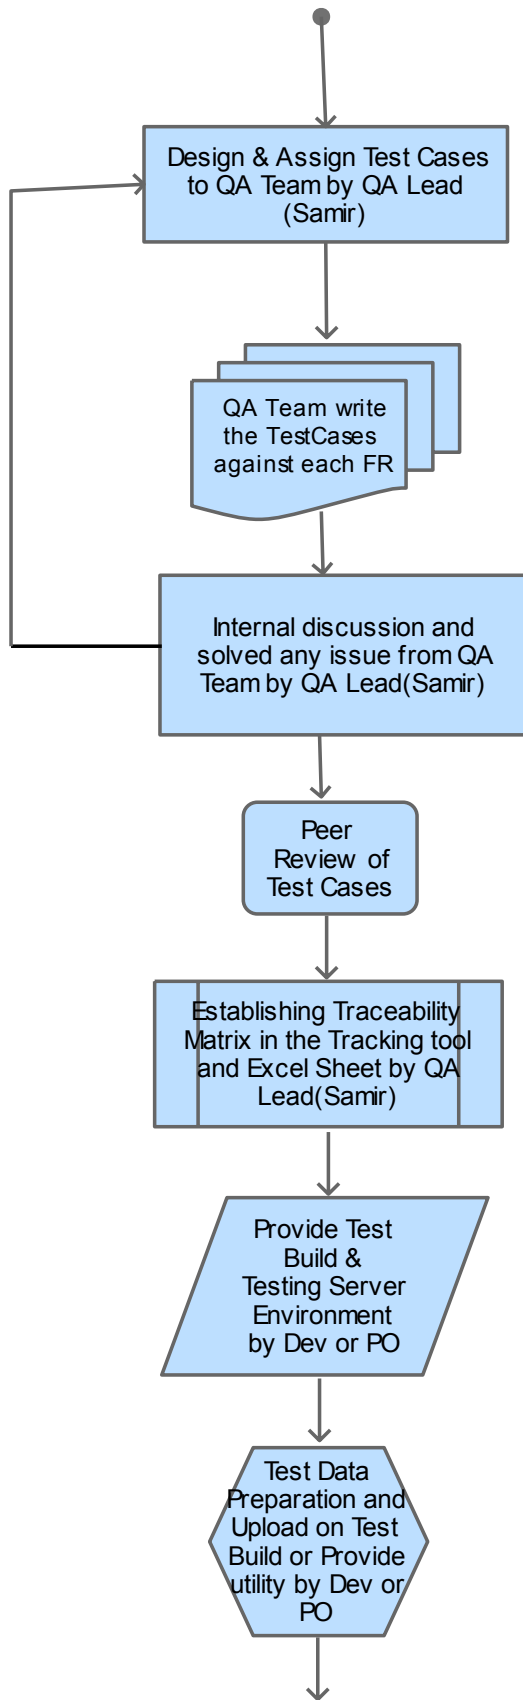 Design & Assign Test Cases
to QA Team by QA Lead
(Samir)
QA Team write
the TestCases
against each FR
Internal discussion and
solved any issue from QA
Team by QA Lead(Samir)
Peer
Review of
Test Cases
Establishing Traceability
Matrix in the Tracking tool
and Excel Sheet by QA
Lead(Samir)
Provide Test
Build &
Testing Server
Environment
by Dev or PO
Test Data
Preparation and
Upload on Test
Build or Provide
utility by Dev or
PO